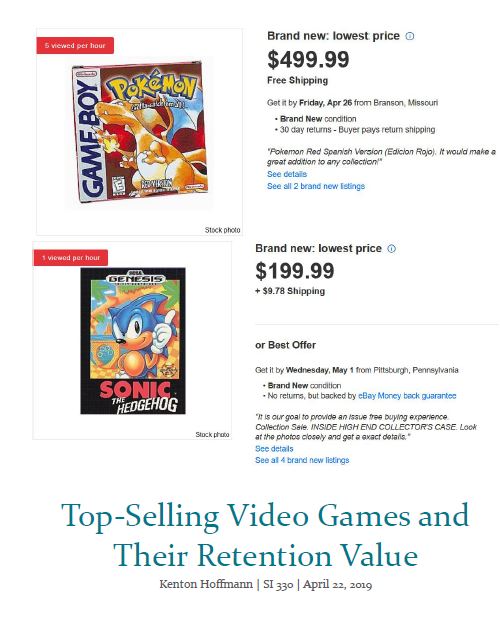 5 viewed per hour
Nintendo
GAME BOY
POKéMON
Gotta catch 'em all!
RED VERSION
Nintendo
Stock photo
Brand new: lowest price
$499.99
Free Shipping
Get it by Friday, Apr 26 from Branson, Missouri
• Brand New condition
• 30 day returns - Buyer pays return shipping
"Pokemon Red Spanish Version (Edicion Rojo). It would make a
great addition to any collection!"
See details
See all 2 brand new listings
1 viewed per hour
SEGA
GENESIS
SONIC
THE
HEDGEHOG
Stock photo
Brand new: lowest price
$199.99
+ $9.78 Shipping
or Best Offer
Get it by Wednesday, May 1 from Pittsburgh, Pennsylvania
• Brand New condition
• No returns, but backed by eBay Money back guarantee
"It is our goal to provide an issue free buying experience.
Collection Sale. INSIDE HIGH END COLLECTOR'S CASE. Look
at the photos closely and get a exact details."
See details
See all 4 brand new listings
Top-Selling Video Games and
Their Retention Value
Kenton Hoffmann | SI 330 | April 22, 2019